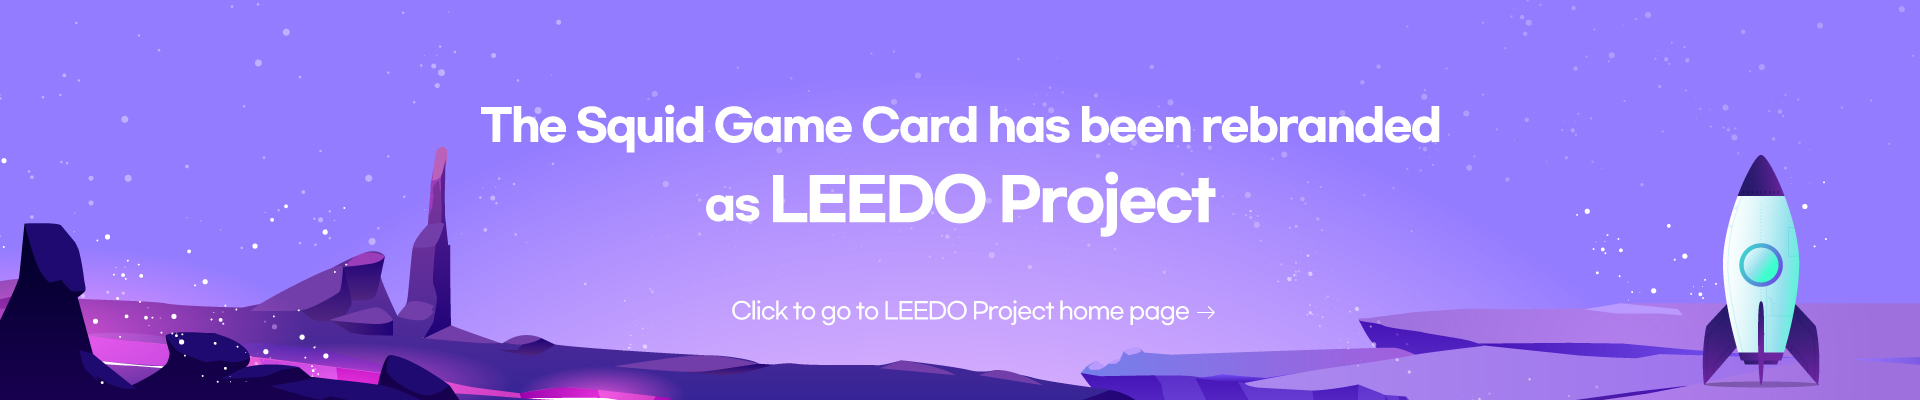 The Squid Game Card has been rebranded
as LEEDO Project
Click to go to LEEDO Project home page →